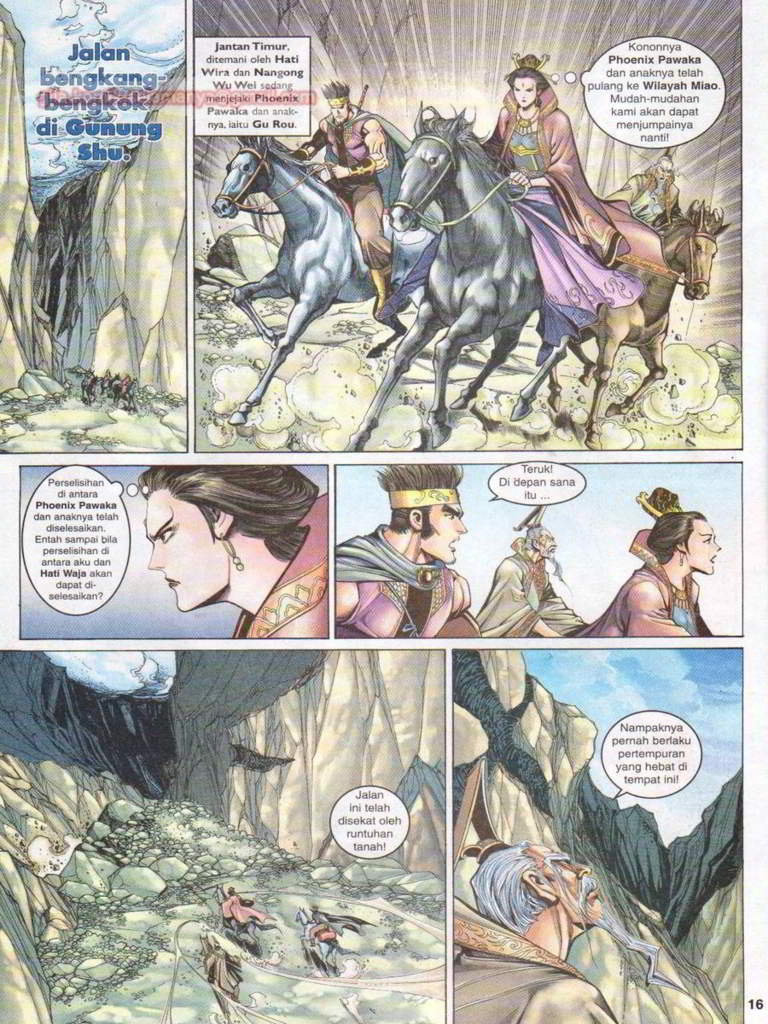 Jalan
bengkang-
bengkok
di Gunung
Shu.
Jantan Timur,
ditemani oleh Hati
Wira dan Nangong
Wu Wei sedang
menjejaki Phoenix
Pawaka dan anak-
nya, iaitu Gu Rou.
Kononnya
Phoenix Pawaka
dan anaknya telah
pulang ke Wilayah Miao.
Mudah-mudahan
kami akan dapat
menjumpainya
nanti!
Perselisihan
di antara
Phoenix Pawaka
dan anaknya telah
diselesaikan.
Entah sampai bila
perselisihan di
antara aku dan
Hati Waja akan
dapat di-
selesaikan?
Teruk!
Di depan sana
itu ...
Jalan
ini telah
disekat oleh
runtuhan
tanah!
Nampaknya
pernah berlaku
pertempuran
yang hebat di
tempat ini!
16